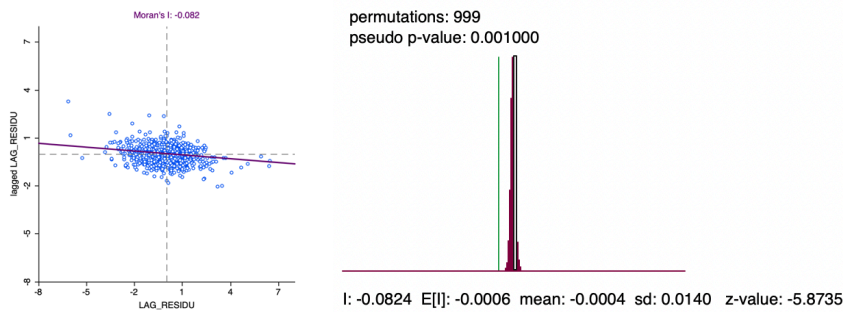 Moran's I: -0.082
7
4
1
-2
-5
-8
lagged LAG_RESIDU
-8
-5
-2
1
4
7
LAG_RESIDU
permutations: 999
pseudo p-value: 0.001000
I: -0.0824 E[I]: -0.0006 mean: -0.0004 sd: 0.0140 z-value: -5.8735